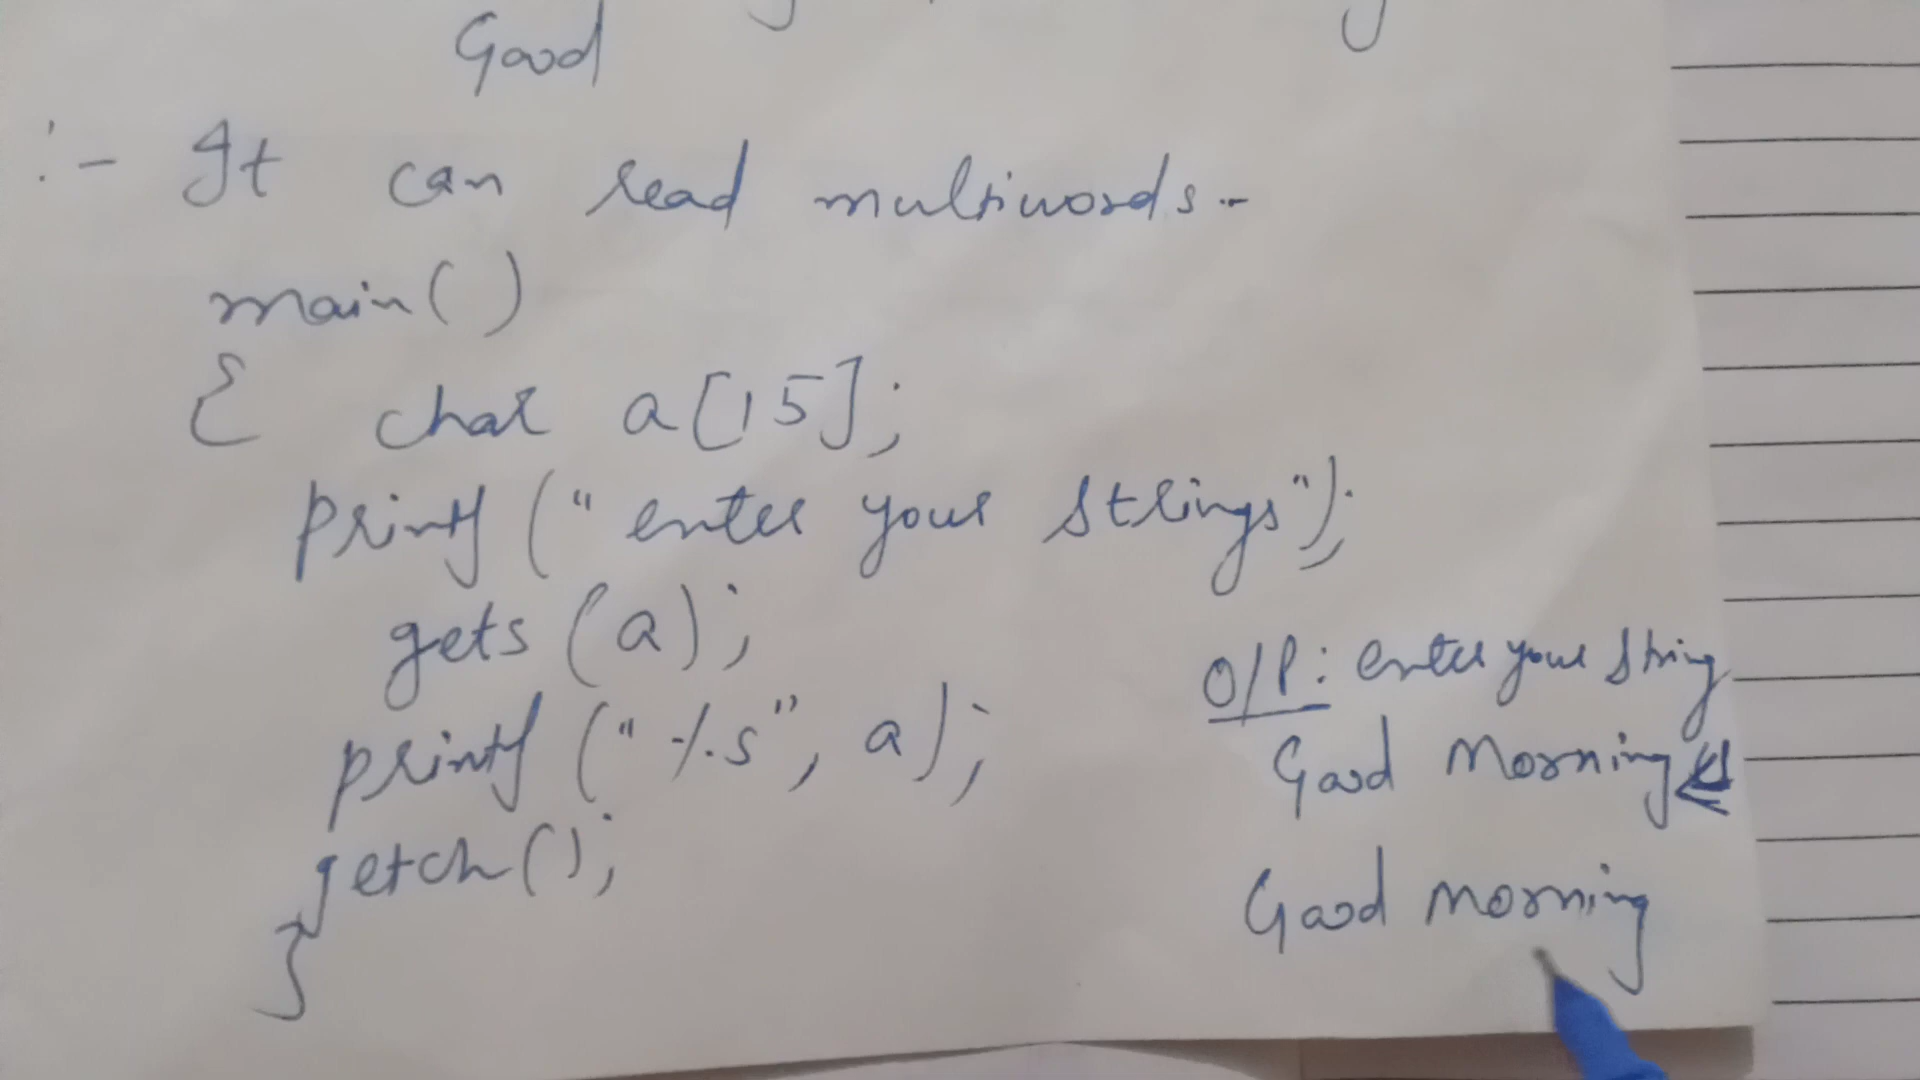 Good
:- It can read multiwords..
main()
{ char a[15];
printf("enter your strings");
gets(a);
printf("%s", a);
getch();
}
O/P: enter your string
Good Morning
Good morning